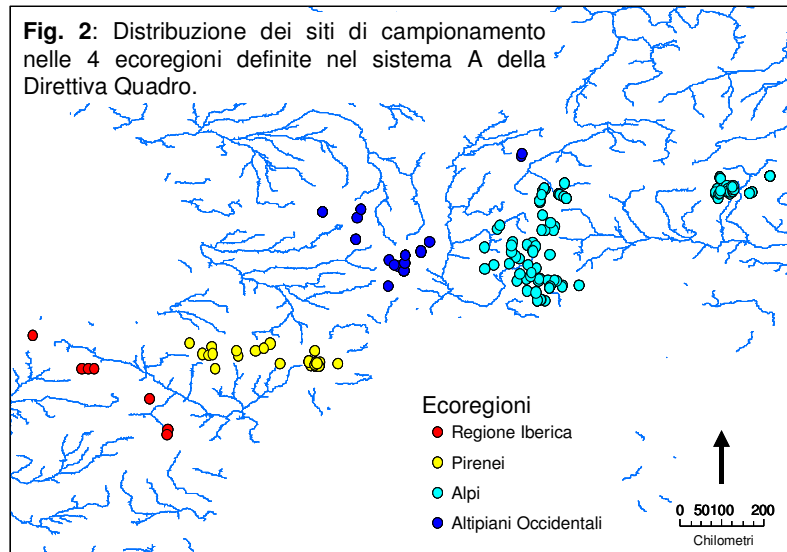 Fig. 2: Distribuzione dei siti di campionamento
nelle 4 ecoregioni definite nel sistema A della
Direttiva Quadro.
Ecoregioni
Regione Iberica
Pirenei
Alpi
Altipiani Occidentali
0 50100 200
Chilometri